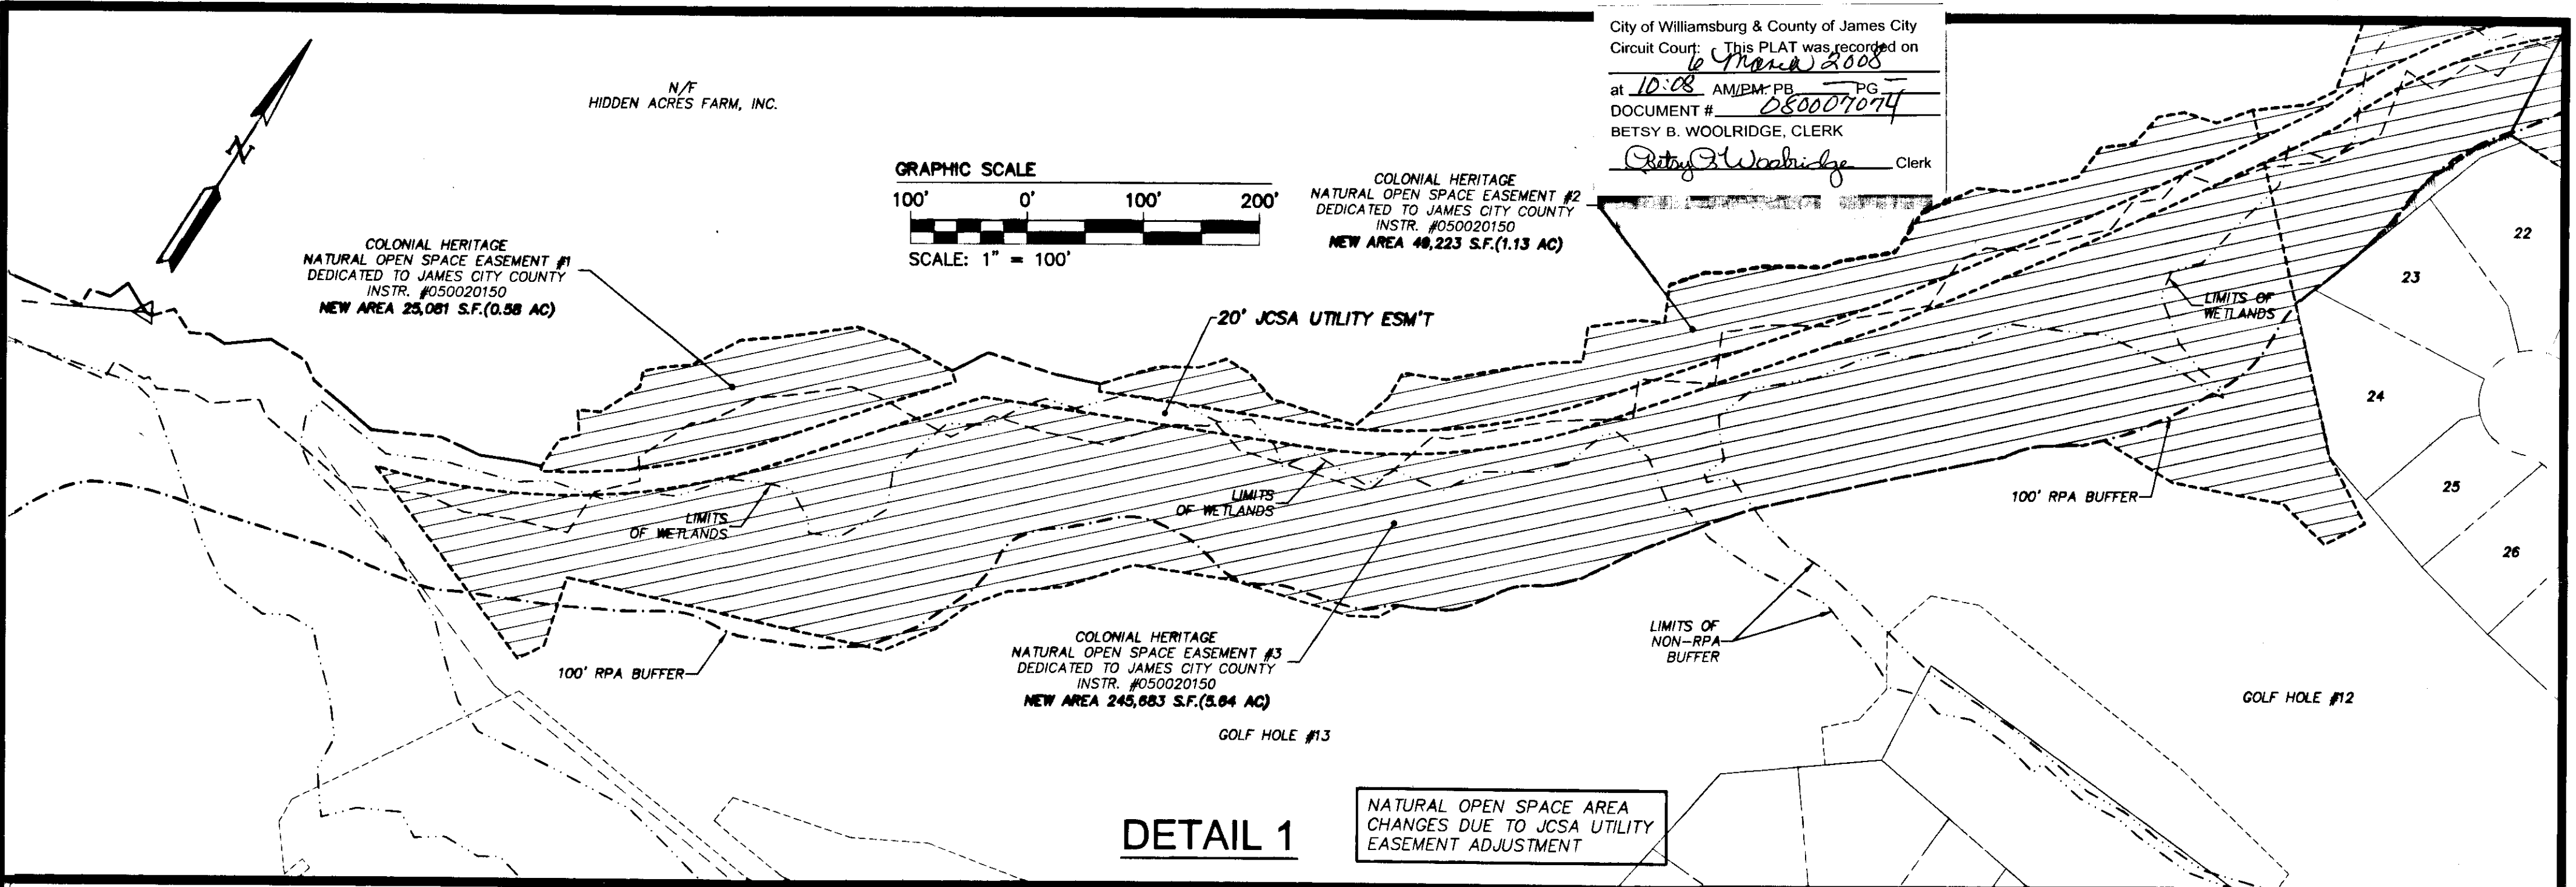 City of Williamsburg & County of James City
Circuit Court: This PLAT was recorded on
6 March 2008
at 10:08 AM/PM. PB — PG —
DOCUMENT # 080007074
BETSY B. WOOLRIDGE, CLERK
Betsy B Woolridge Clerk
N/F
HIDDEN ACRES FARM, INC.
N
GRAPHIC SCALE
100' 0' 100' 200'
SCALE: 1" = 100'
COLONIAL HERITAGE
NATURAL OPEN SPACE EASEMENT #2
DEDICATED TO JAMES CITY COUNTY
INSTR. #050020150
NEW AREA 49,223 S.F.(1.13 AC)
COLONIAL HERITAGE
NATURAL OPEN SPACE EASEMENT #1
DEDICATED TO JAMES CITY COUNTY
INSTR. #050020150
NEW AREA 25,081 S.F.(0.58 AC)
20' JCSA UTILITY ESM'T
22
23
LIMITS OF
WETLANDS
24
25
26
100' RPA BUFFER
LIMITS
OF WETLANDS
LIMITS
OF WETLANDS
COLONIAL HERITAGE
NATURAL OPEN SPACE EASEMENT #3
DEDICATED TO JAMES CITY COUNTY
INSTR. #050020150
NEW AREA 245,683 S.F.(5.64 AC)
100' RPA BUFFER
LIMITS OF
NON-RPA
BUFFER
GOLF HOLE #12
GOLF HOLE #13
DETAIL 1
NATURAL OPEN SPACE AREA
CHANGES DUE TO JCSA UTILITY
EASEMENT ADJUSTMENT